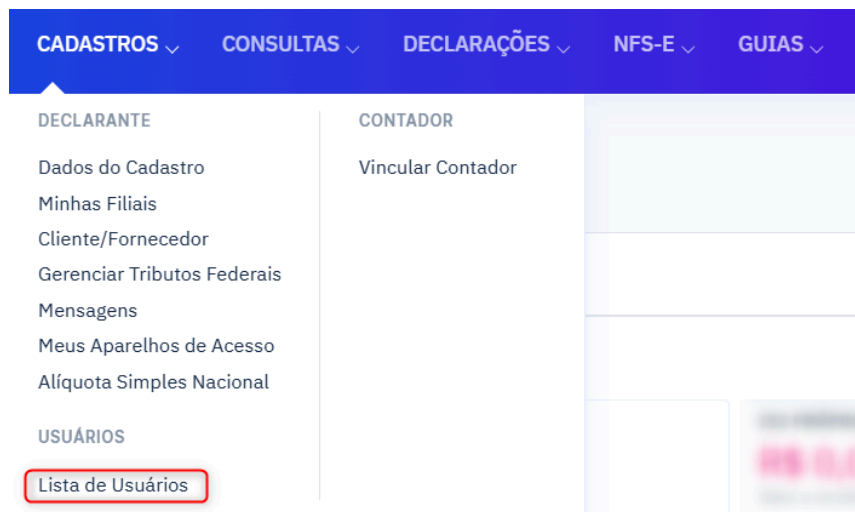 CADASTROS CONSULTAS DECLARAÇÕES NFS-E GUIAS
DECLARANTE
Dados do Cadastro
Minhas Filiais
Cliente/Fornecedor
Gerenciar Tributos Federais
Mensagens
Meus Aparelhos de Acesso
Alíquota Simples Nacional
USUÁRIOS
Lista de Usuários
CONTADOR
Vincular Contador